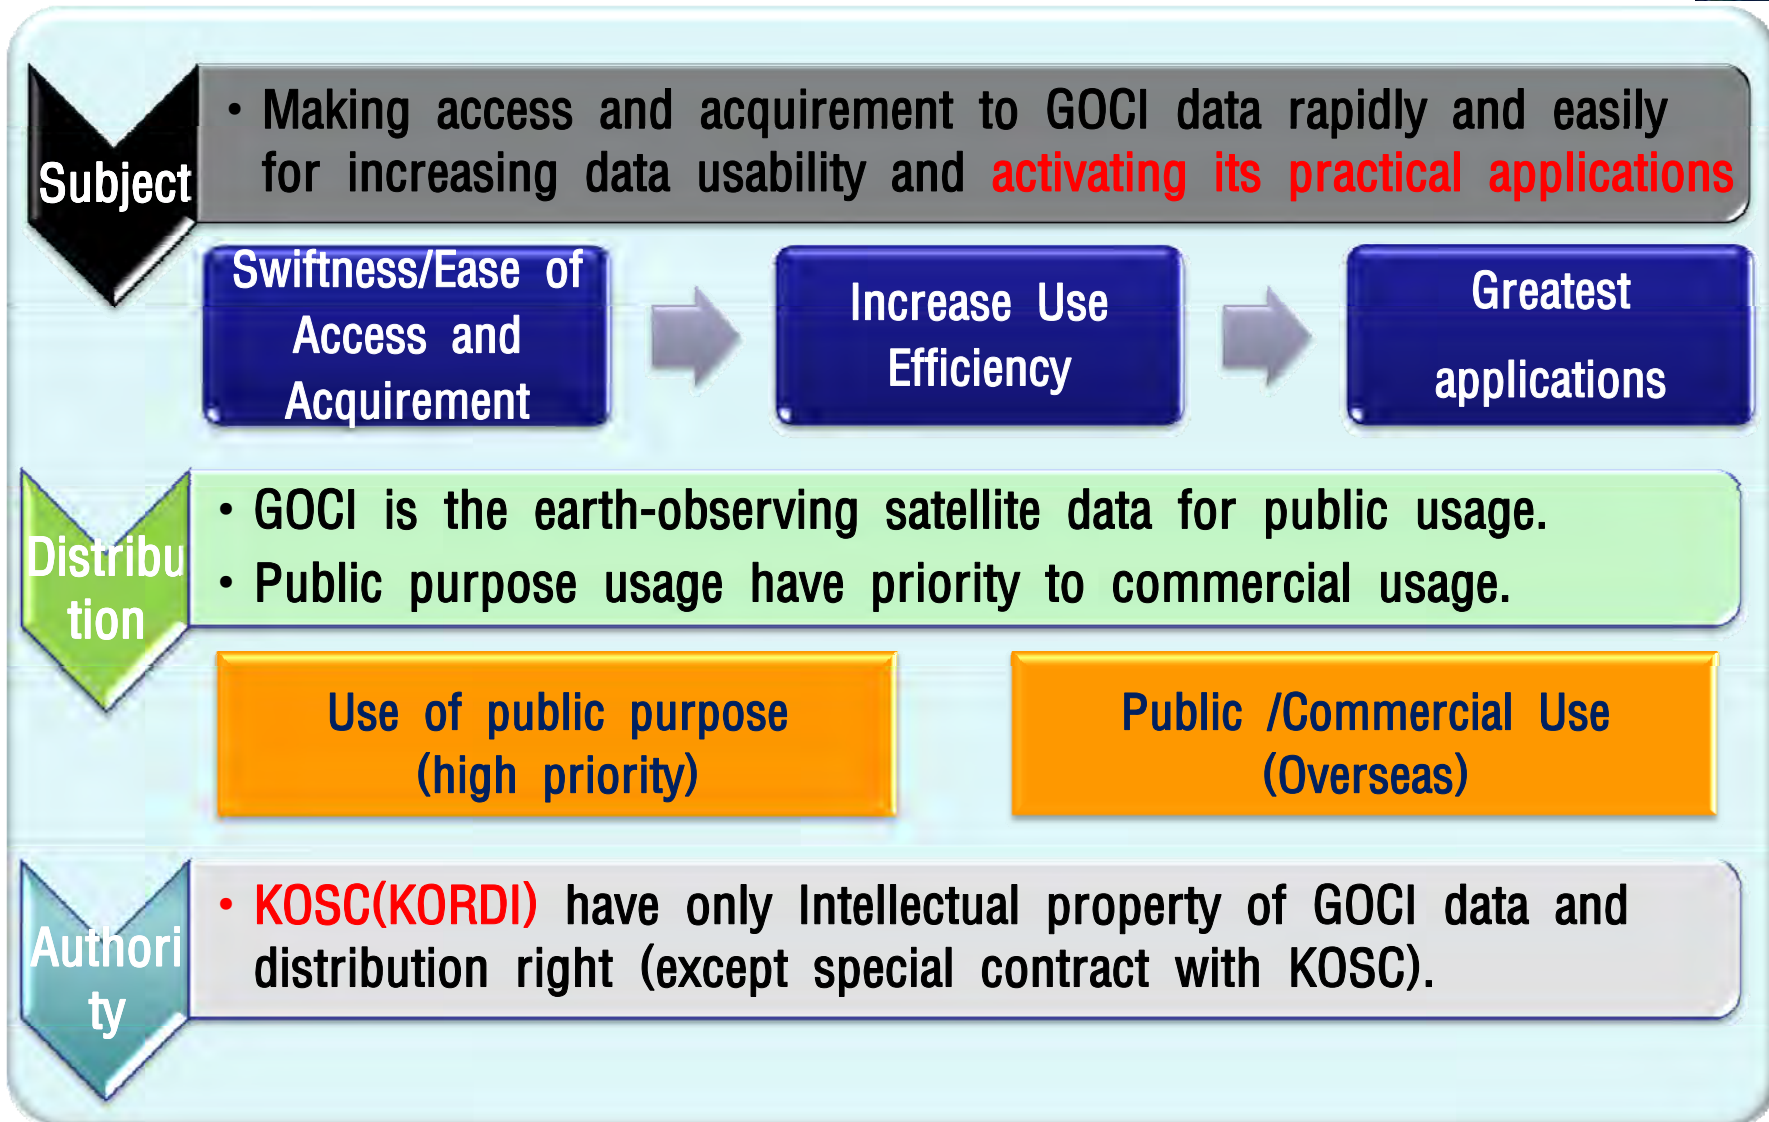 Subject
• Making access and acquirement to GOCI data rapidly and easily
for increasing data usability and activating its practical applications
Swiftness/Ease of
Access and
Acquirement
Increase Use
Efficiency
Greatest
applications
Distribu
tion
• GOCI is the earth-observing satellite data for public usage.
• Public purpose usage have priority to commercial usage.
Use of public purpose
(high priority)
Public /Commercial Use
(Overseas)
Authori
ty
• KOSC(KORDI) have only Intellectual property of GOCI data and
distribution right (except special contract with KOSC).